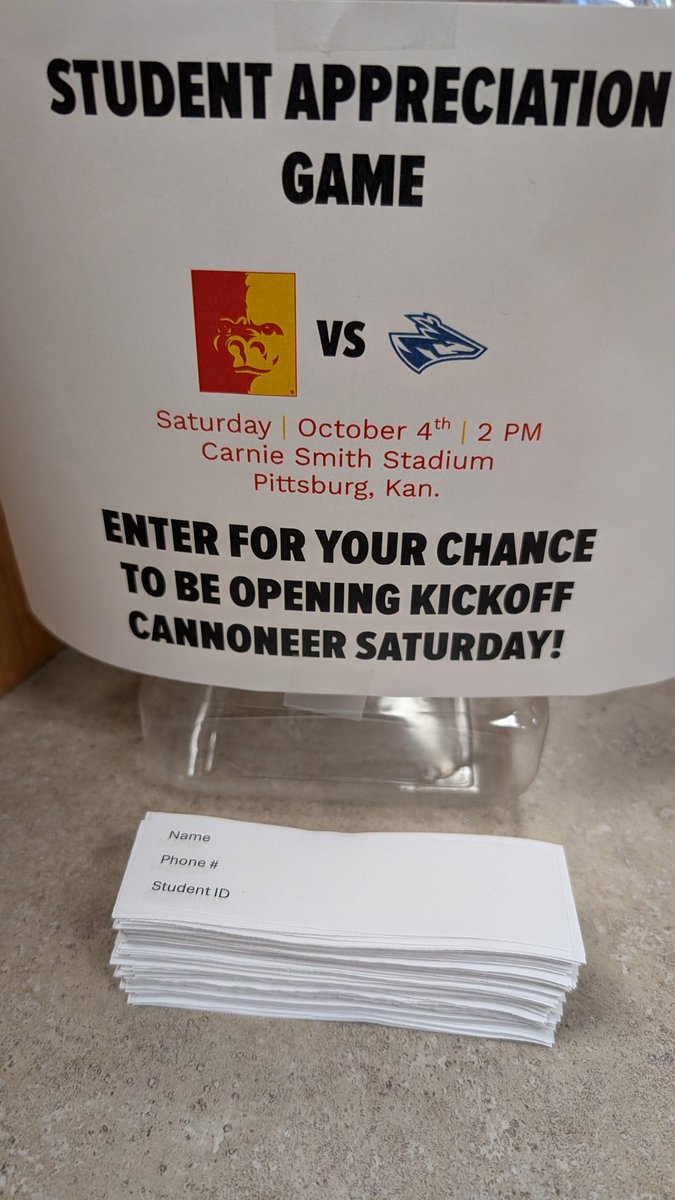 STUDENT APPRECIATION
GAME
VS
Saturday | October 4th | 2 PM
Carnie Smith Stadium
Pittsburg, Kan.
ENTER FOR YOUR CHANCE
TO BE OPENING KICKOFF
CANNONEER SATURDAY!
Name
Phone #
Student ID